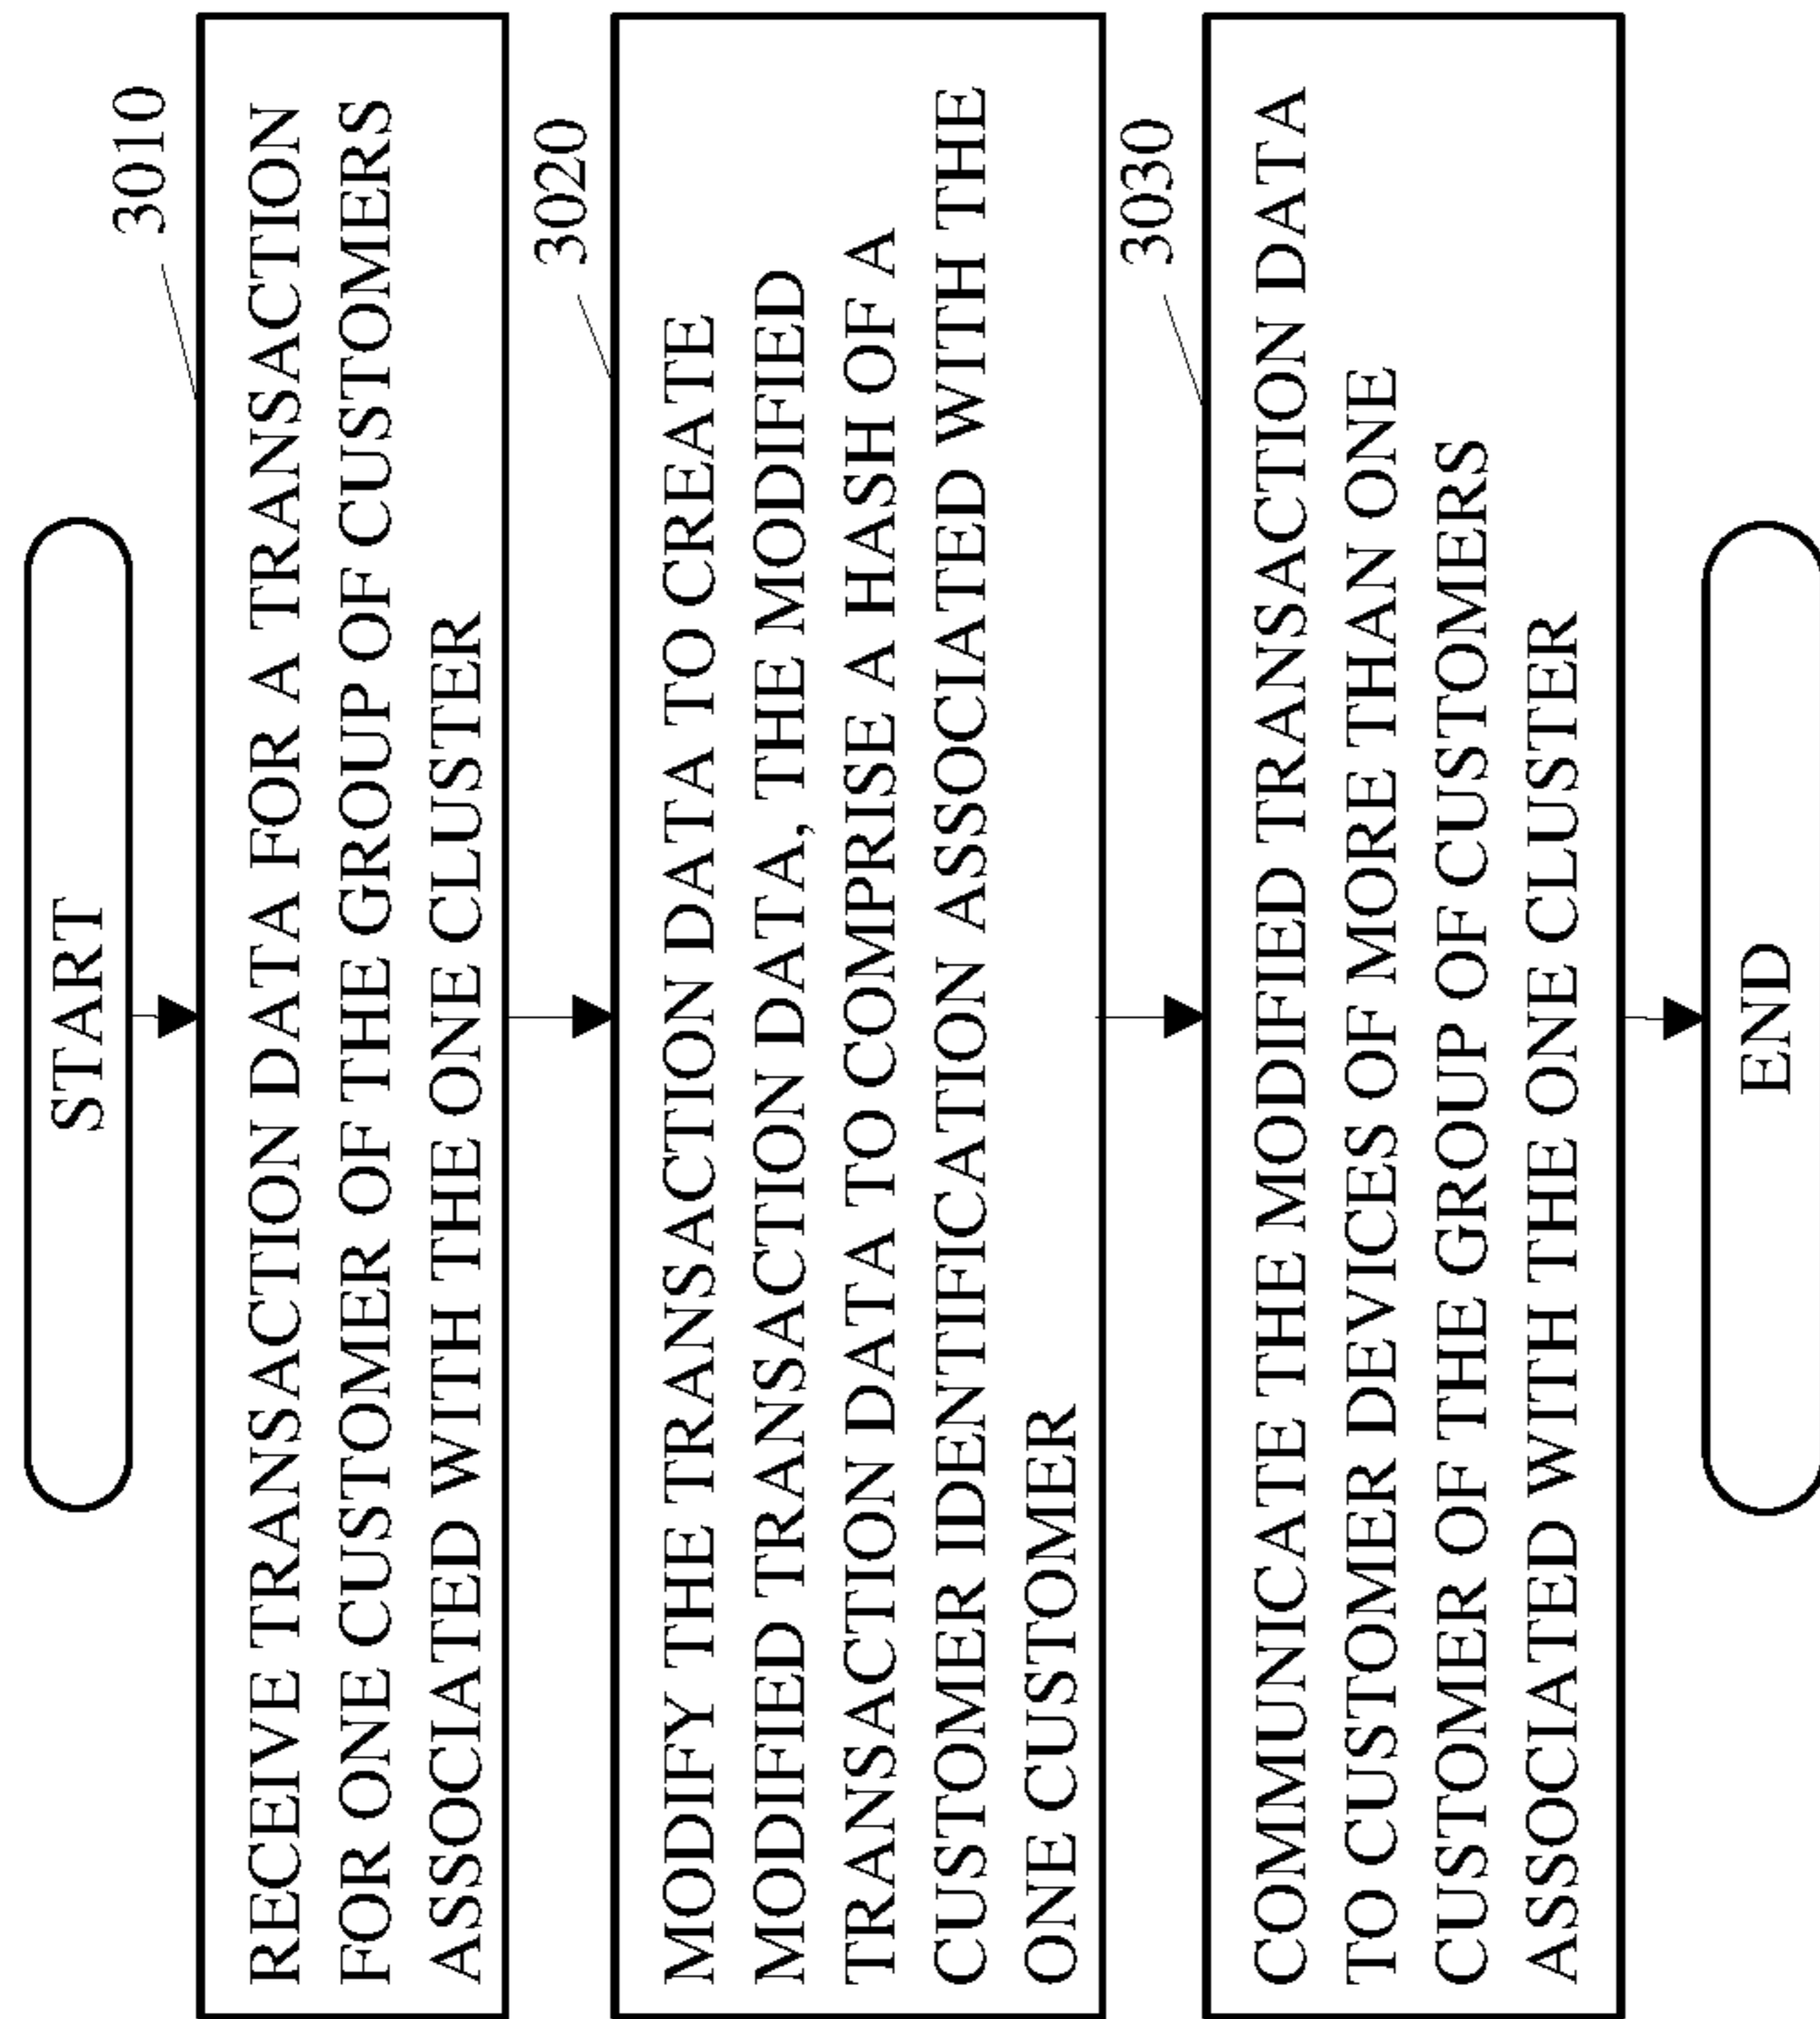 START
3010
RECEIVE TRANSACTION DATA FOR A TRANSACTION
FOR ONE CUSTOMER OF THE GROUP OF CUSTOMERS
ASSOCIATED WITH THE ONE CLUSTER
3020
MODIFY THE TRANSACTION DATA TO CREATE
MODIFIED TRANSACTION DATA, THE MODIFIED
TRANSACTION DATA TO COMPRISE A HASH OF A
CUSTOMER IDENTIFICATION ASSOCIATED WITH THE
ONE CUSTOMER
3030
COMMUNICATE THE MODIFIED TRANSACTION DATA
TO CUSTOMER DEVICES OF MORE THAN ONE
CUSTOMER OF THE GROUP OF CUSTOMERS
ASSOCIATED WITH THE ONE CLUSTER
END